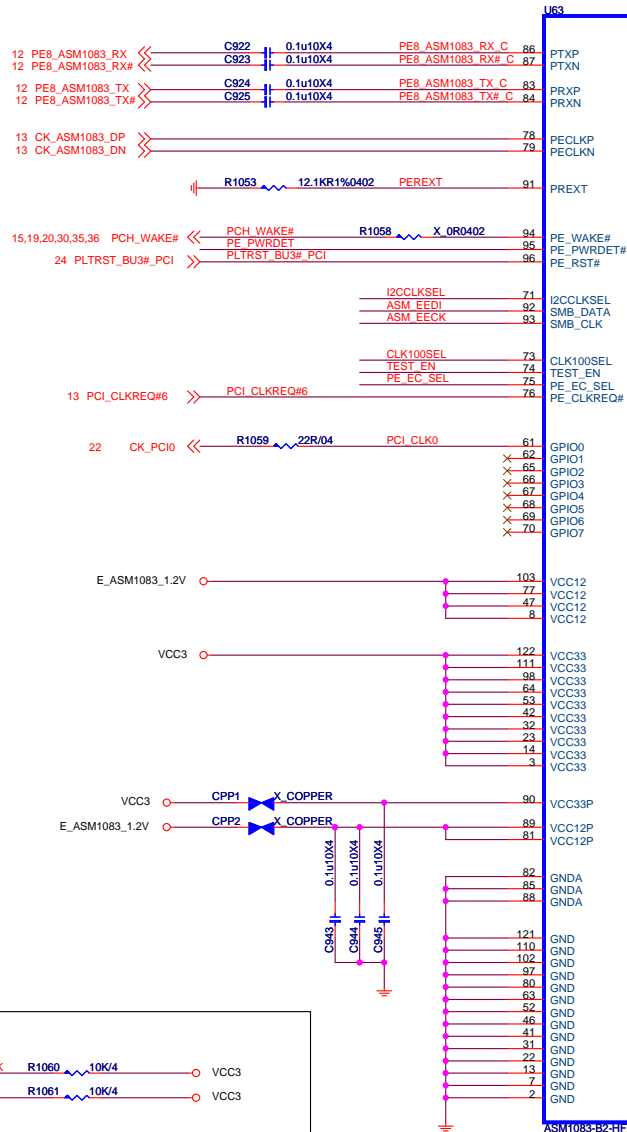 U63
12 PE8_ASM1083_RX C922 0.1u10X4 PE8_ASM1083_RX_C 86 PTXP
12 PE8_ASM1083_RX# C923 0.1u10X4 PE8_ASM1083_RX#_C 87 PTXN
12 PE8_ASM1083_TX C924 0.1u10X4 PE8_ASM1083_TX_C 83 PRXP
12 PE8_ASM1083_TX# C925 0.1u10X4 PE8_ASM1083_TX#_C 84 PRXN
13 CK_ASM1083_DP 78 PECLKP
13 CK_ASM1083_DN 79 PECLKN
R1053 12.1KR1%0402 PEREXT 91 PREXT
15,19,20,30,35,36 PCH_WAKE# PCH_WAKE# R1058 X_0R0402 94 PE_WAKE#
PE_PWRDET 95 PE_PWRDET#
24 PLTRST_BU3#_PCI PLTRST_BU3#_PCI 96 PE_RST#
I2CCLKSEL 71 I2CCLKSEL
ASM_EEDI 92 SMB_DATA
ASM_EECK 93 SMB_CLK
CLK100SEL 73 CLK100SEL
TEST_EN 74 TEST_EN
PE_EC_SEL 75 PE_EC_SEL
13 PCI_CLKREQ#6 PCI_CLKREQ#6 76 PE_CLKREQ#
22 CK_PCI0 R1059 22R/04 PCI_CLK0 61 GPIO0
62 GPIO1
65 GPIO2
66 GPIO3
67 GPIO4
68 GPIO5
69 GPIO6
70 GPIO7
E_ASM1083_1.2V 103 VCC12
77 VCC12
47 VCC12
8 VCC12
VCC3 122 VCC33
111 VCC33
98 VCC33
64 VCC33
53 VCC33
42 VCC33
32 VCC33
23 VCC33
14 VCC33
3 VCC33
VCC3 CPP1 X_COPPER 90 VCC33P
E_ASM1083_1.2V CPP2 X_COPPER 89 VCC12P
81 VCC12P
0.1u10X4 0.1u10X4 0.1u10X4
C943 C944 C945
82 GNDA
85 GNDA
88 GNDA
121 GND
110 GND
102 GND
97 GND
80 GND
63 GND
52 GND
46 GND
41 GND
31 GND
22 GND
13 GND
7 GND
2 GND
K R1060 10K/4 VCC3
R1061 10K/4 VCC3
ASM1083-B2-HF